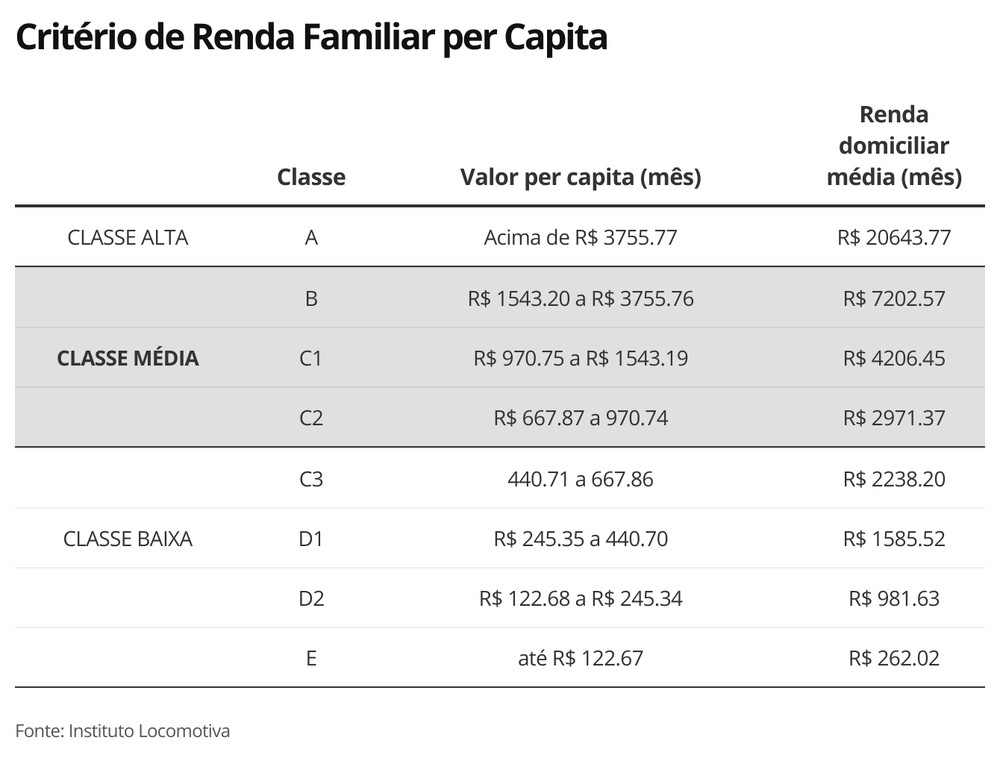 Critério de Renda Familiar per Capita
Renda
domiciliar
Classe Valor per capita (mês) média (mês)
CLASSE ALTA A Acima de R$ 3755.77 R$ 20643.77
B R$ 1543.20 a R$ 3755.76 R$ 7202.57
CLASSE MÉDIA C1 R$ 970.75 a R$ 1543.19 R$ 4206.45
C2 R$ 667.87 a 970.74 R$ 2971.37
C3 440.71 a 667.86 R$ 2238.20
CLASSE BAIXA D1 R$ 245.35 a 440.70 R$ 1585.52
D2 R$ 122.68 a R$ 245.34 R$ 981.63
E até R$ 122.67 R$ 262.02
Fonte: Instituto Locomotiva